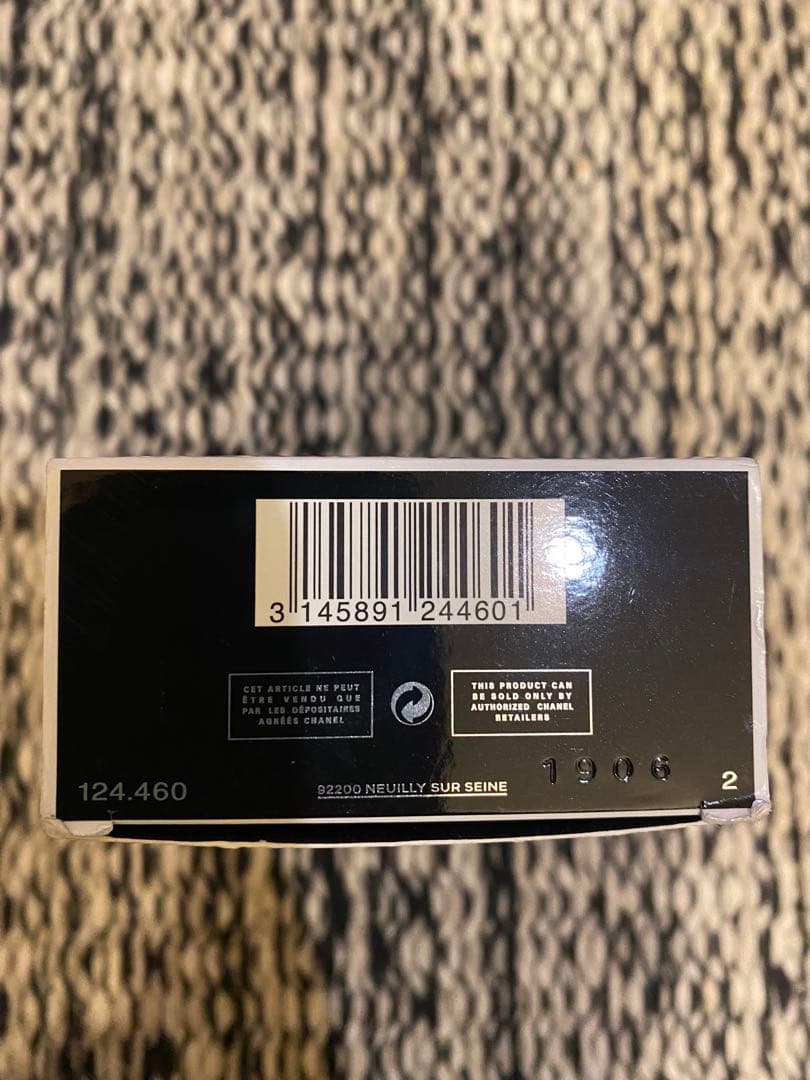 3 145891 244601
CET ARTICLE NE PEUT
ÊTRE VENDU QUE
PAR LES DÉPOSITAIRES
AGRÉÉS CHANEL
THIS PRODUCT CAN
BE SOLD ONLY BY
AUTHORIZED CHANEL
RETAILERS
1906
124.460
92200 NEUILLY SUR SEINE
2